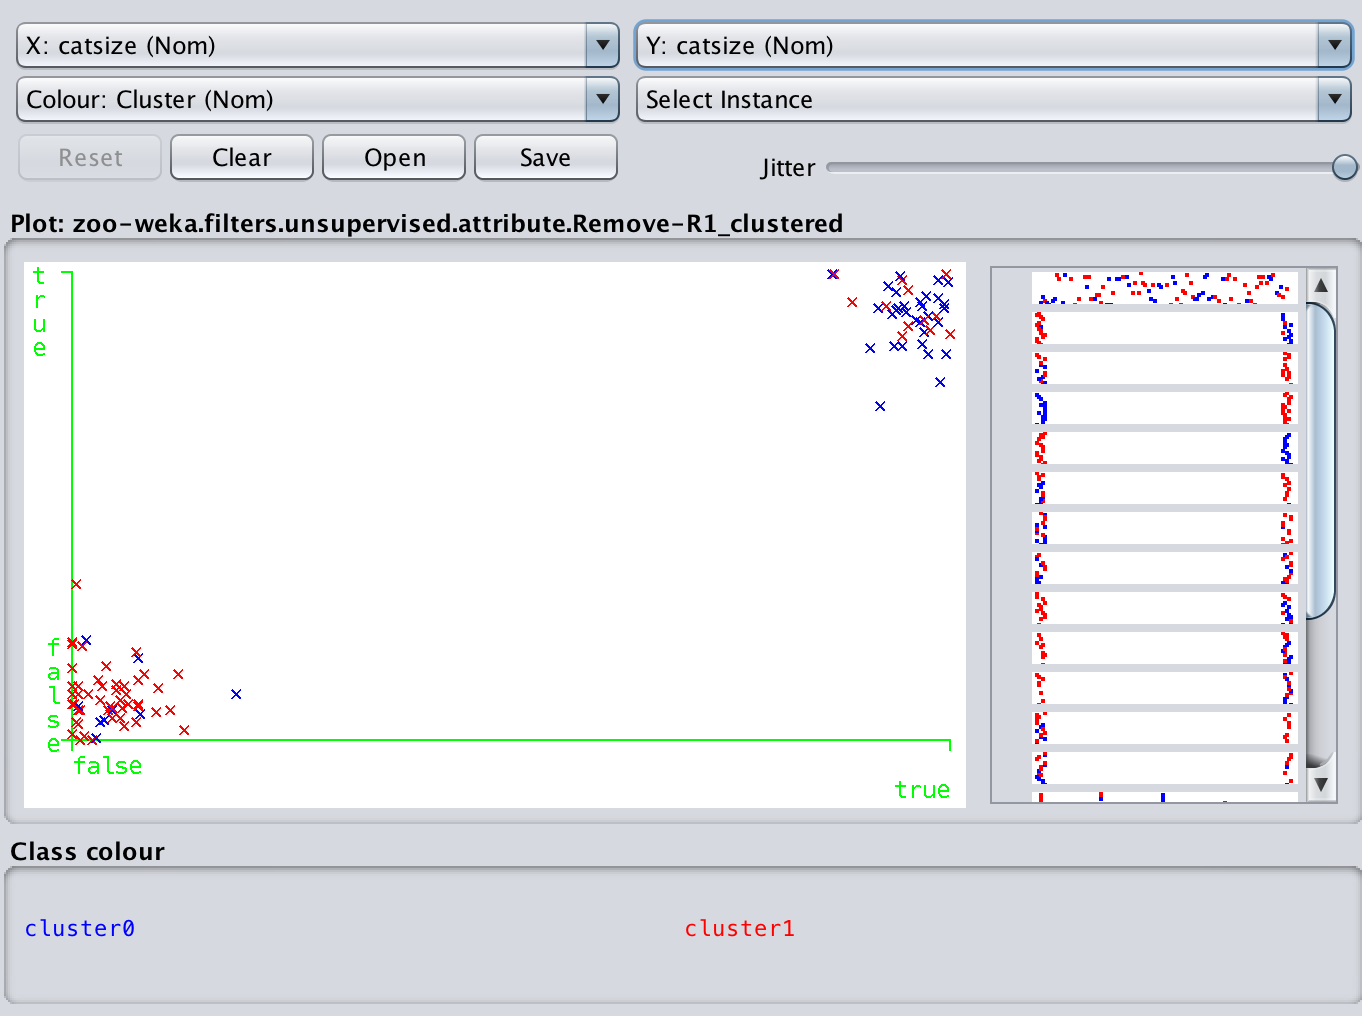 X: catsize (Nom)
Y: catsize (Nom)
Colour: Cluster (Nom)
Select Instance
Reset
Clear
Open
Save
Jitter
Plot: zoo-weka.filters.unsupervised.attribute.Remove-R1_clustered
true
false
false
true
Class colour
cluster0
cluster1